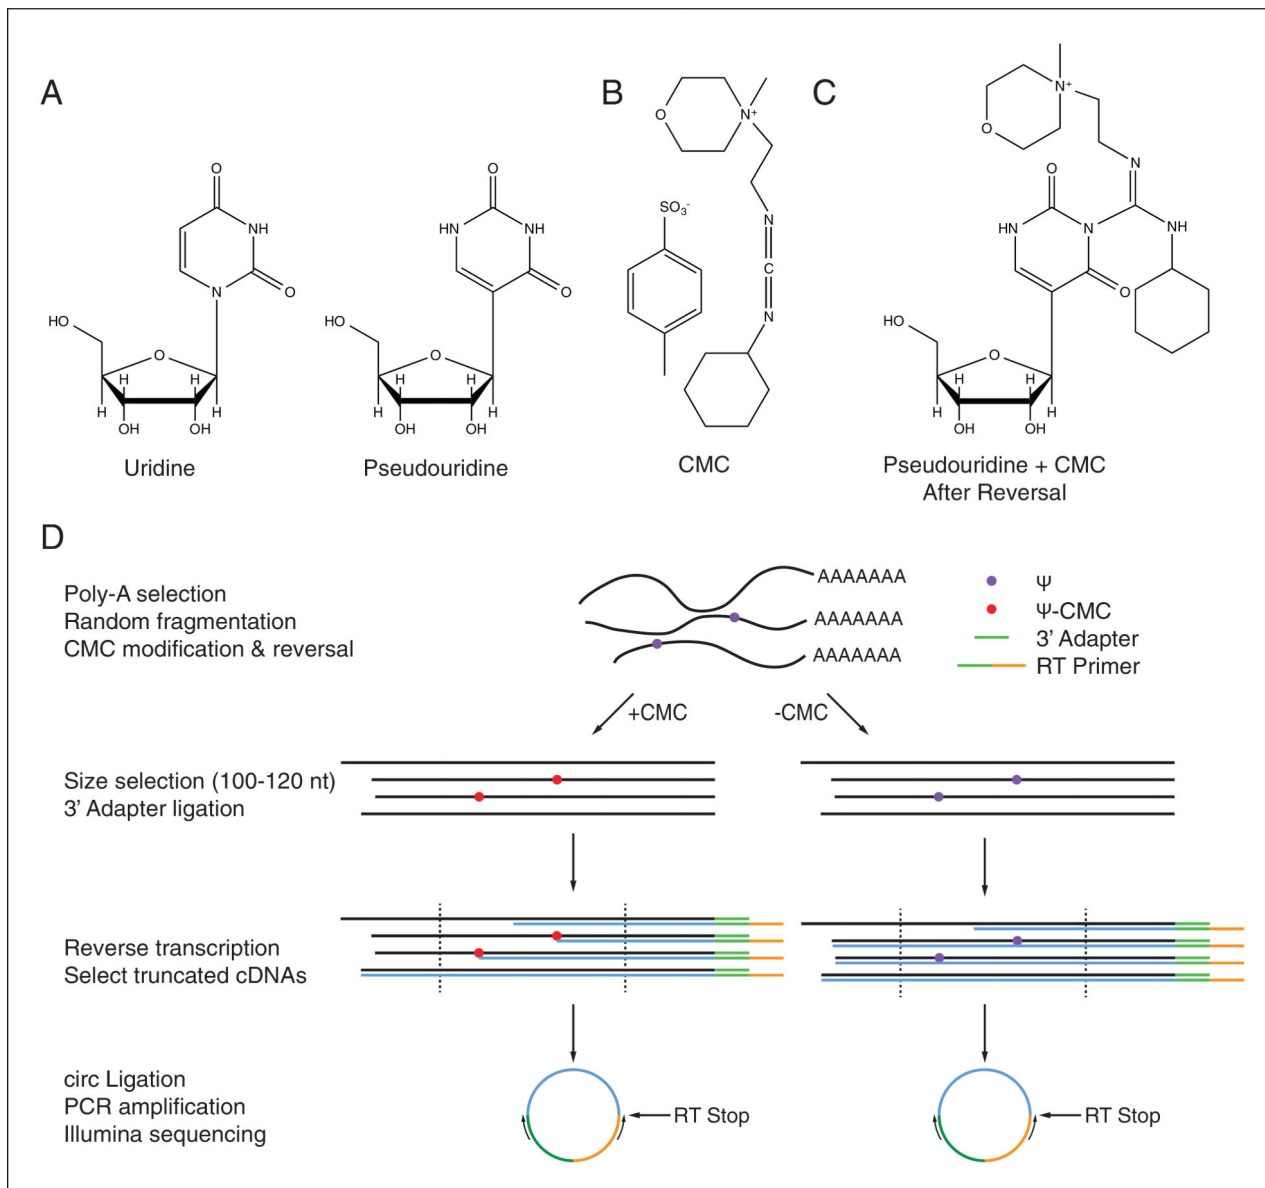 A
B
C
O
NH
O
N
HO
O
H
H
H
H
OH
OH
Uridine
O
HN
NH
O
HO
O
H
H
H
H
OH
OH
Pseudouridine
O
N+
SO3-
N
C
N
CMC
N+
O
N
O
HN
N
NH
O
HO
O
H
H
H
H
OH
OH
Pseudouridine + CMC
After Reversal
D
Poly-A selection
Random fragmentation
CMC modification & reversal
AAAAAAA
AAAAAAA
AAAAAAA
Ψ
Ψ-CMC
3’ Adapter
RT Primer
+CMC
-CMC
Size selection (100-120 nt)
3’ Adapter ligation
Reverse transcription
Select truncated cDNAs
circ Ligation
PCR amplification
Illumina sequencing
RT Stop
RT Stop